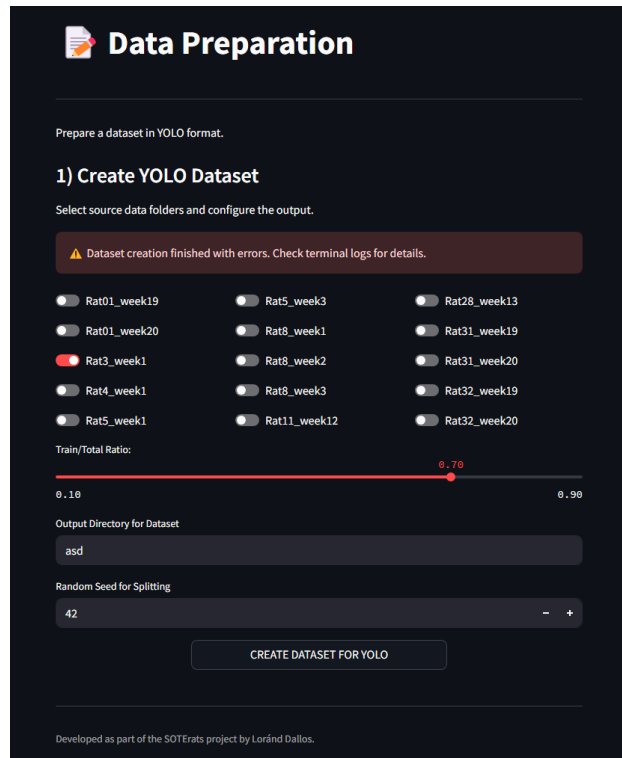 Data Preparation
Prepare a dataset in YOLO format.
1) Create YOLO Dataset
Select source data folders and configure the output.
Dataset creation finished with errors. Check terminal logs for details.
Rat01_week19 Rat5_week3 Rat28_week13
Rat01_week20 Rat8_week1 Rat31_week19
Rat3_week1 Rat8_week2 Rat31_week20
Rat4_week1 Rat8_week3 Rat32_week19
Rat5_week1 Rat11_week12 Rat32_week20
Train/Total Ratio:
0.70
0.10 0.90
Output Directory for Dataset
asd
Random Seed for Splitting
42 − +
CREATE DATASET FOR YOLO
Developed as part of the SOTErats project by Loránd Dallos.